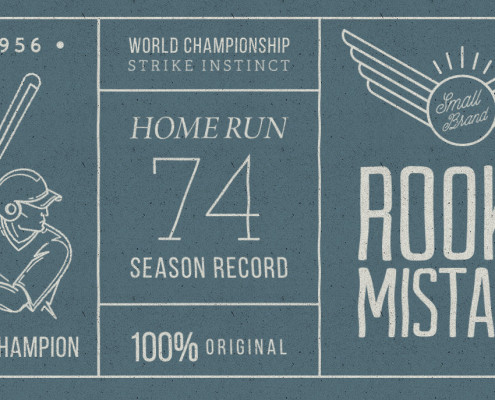 956 •
HAMPION
WORLD CHAMPIONSHIP
STRIKE INSTINCT
HOME RUN
74
SEASON RECORD
100% ORIGINAL
Small
Brand
ROOK
MISTA